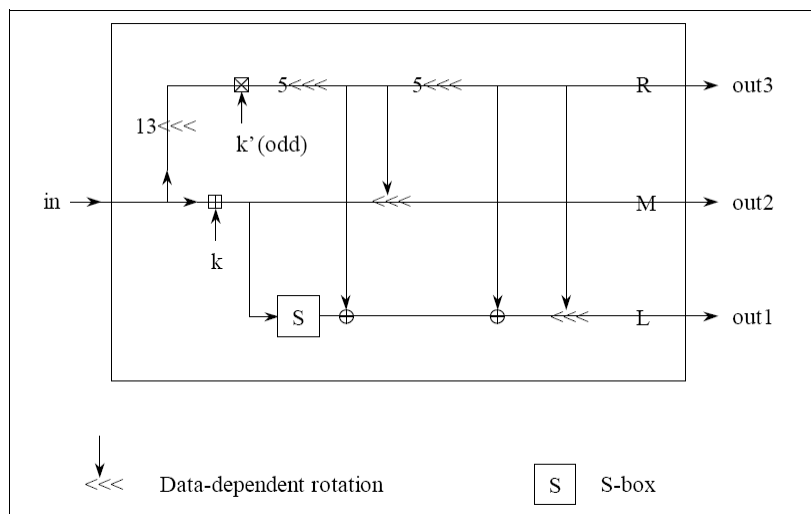 5<<< 5<<< R out3
13<<<
k'(odd)
in <<< M out2
k
S <<< L out1
<<< Data-dependent rotation S S-box